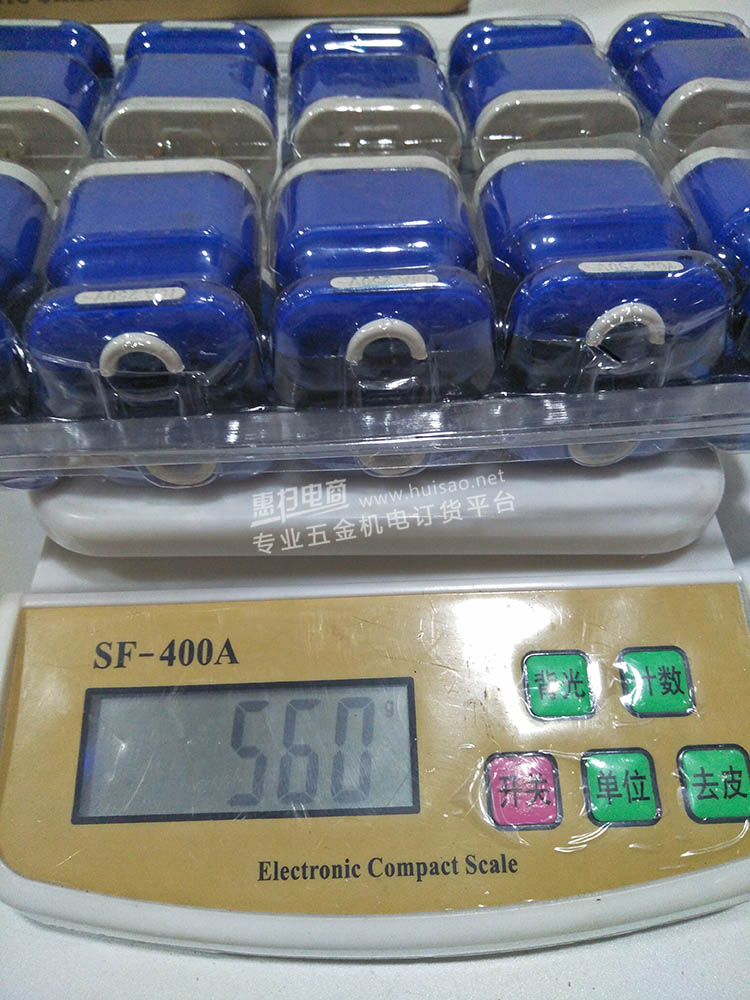 惠扫电商 www.huisao.net
专业五金机电订货平台
SF-400A
背光 计数
560 g
开关 单位 去皮
Electronic Compact Scale